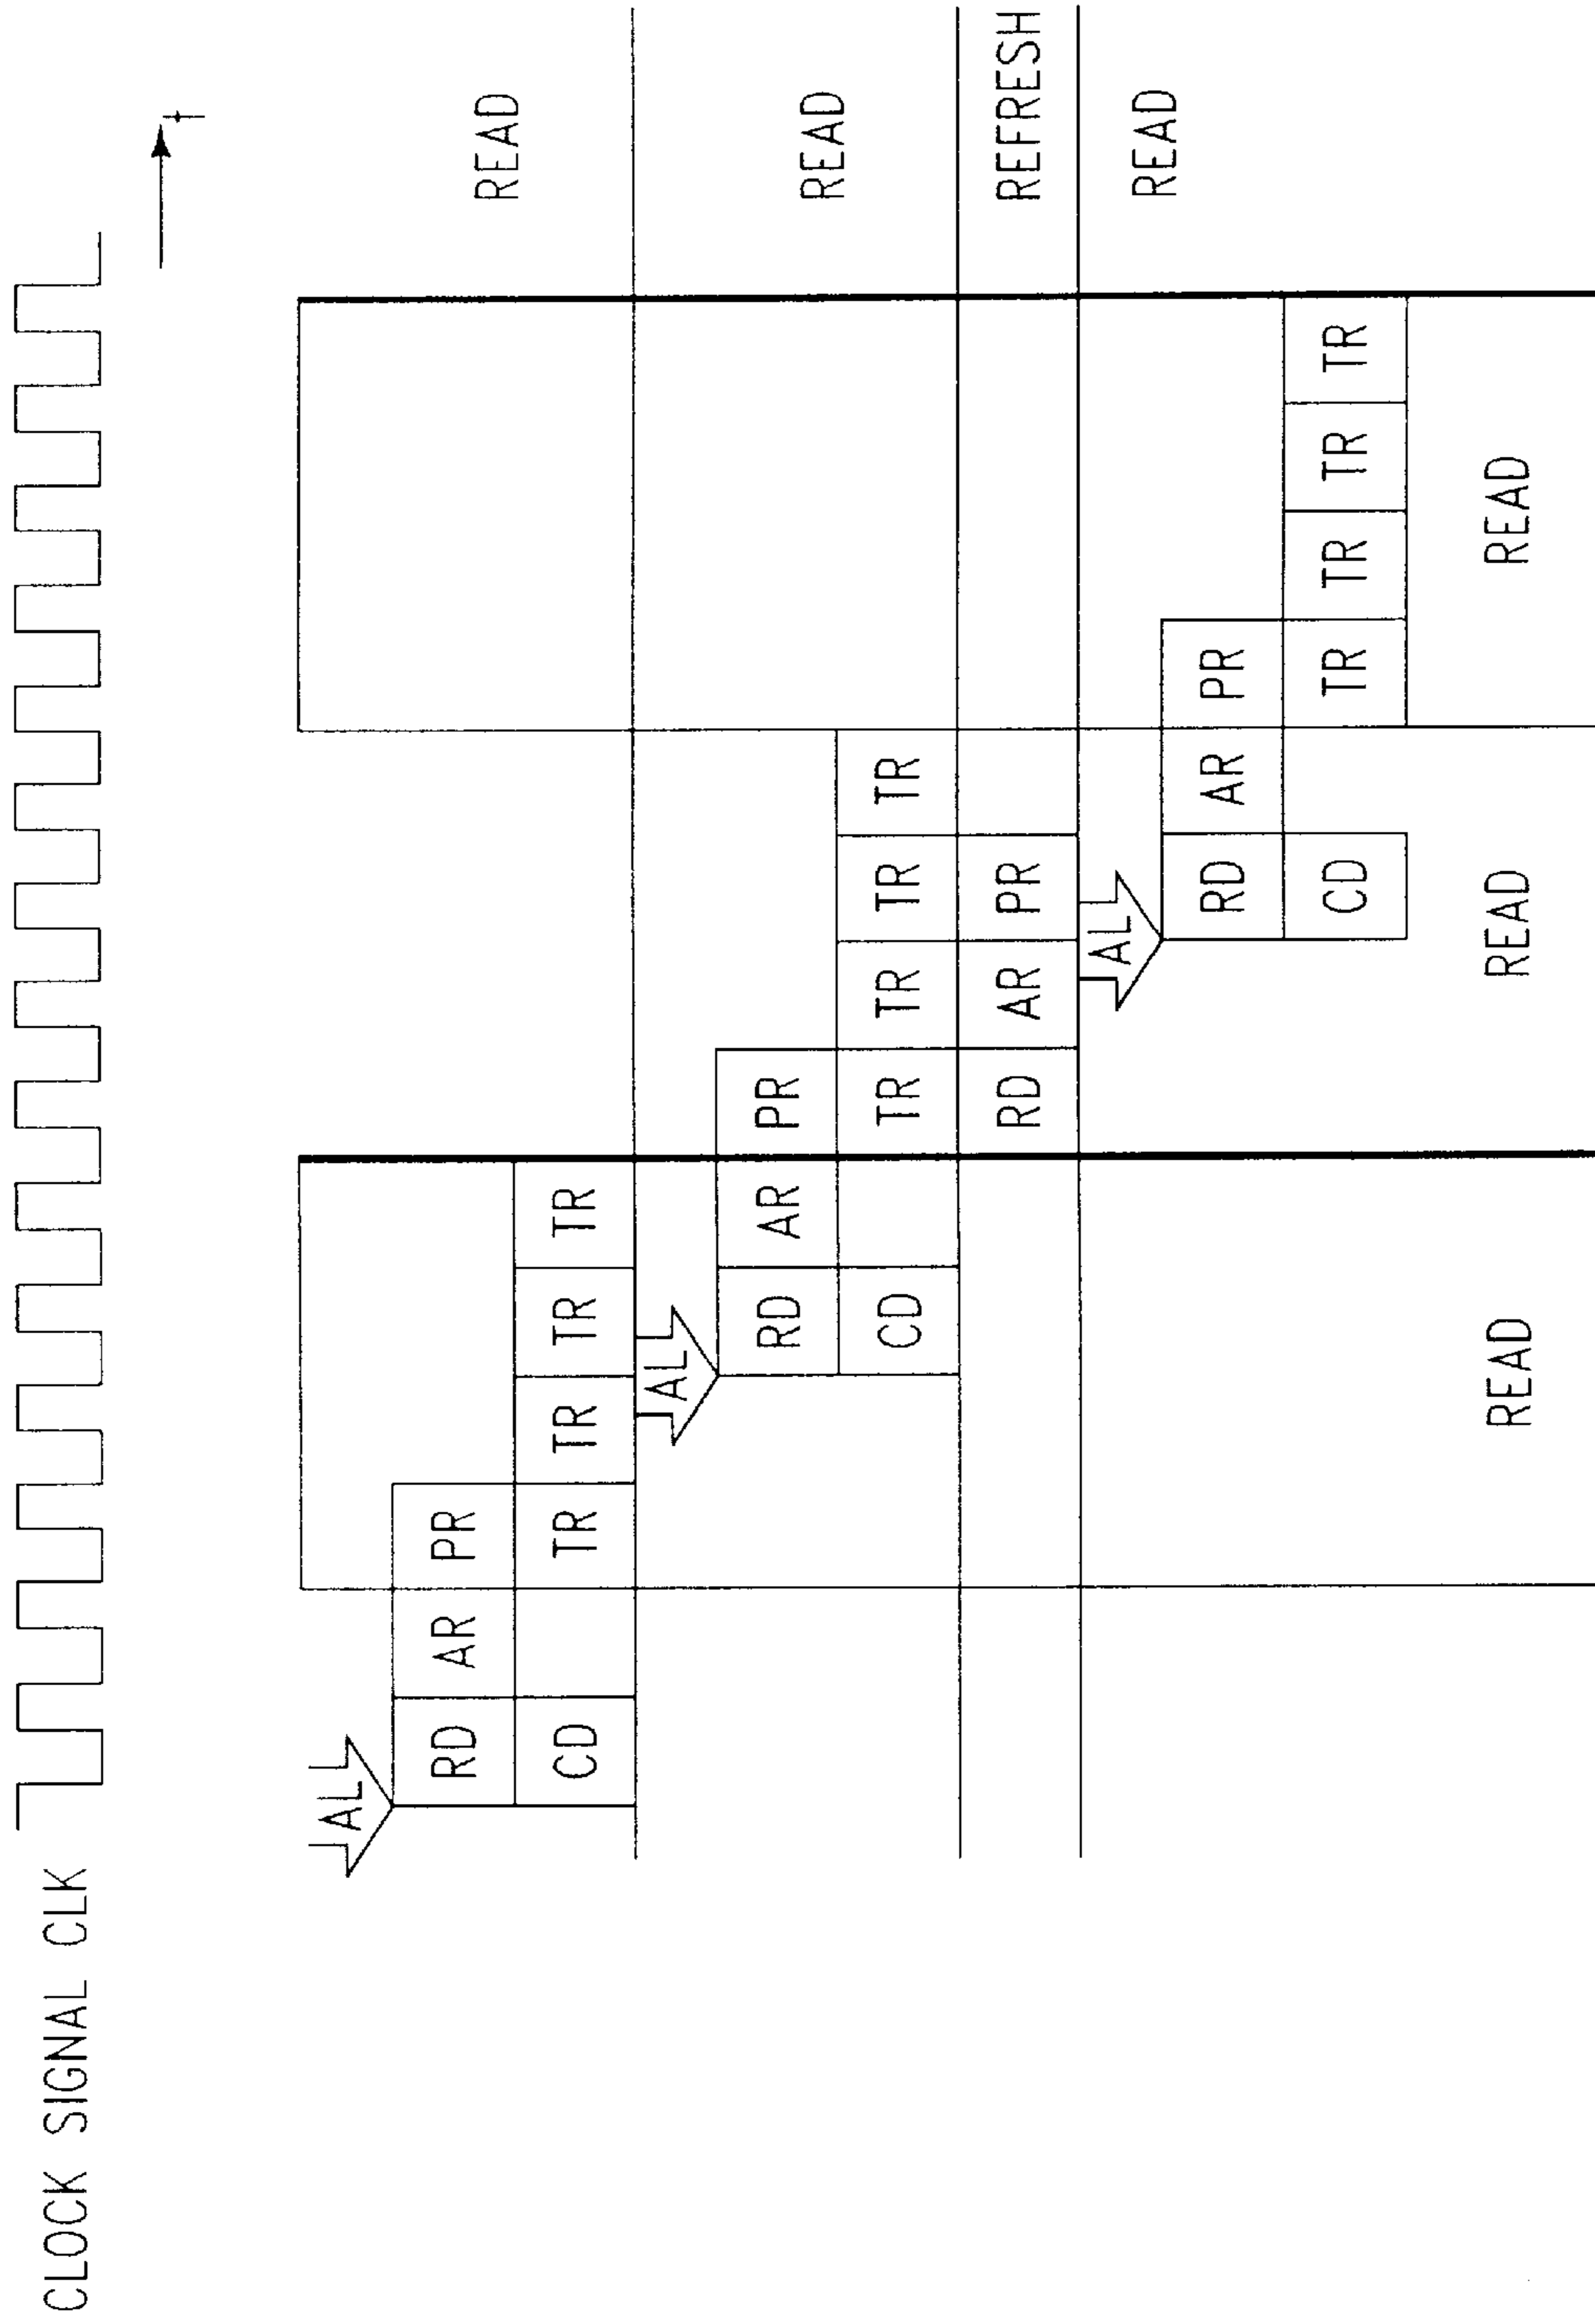 CLOCK SIGNAL CLK
t
AL
RD AR PR
READ
CD TR TR TR TR
AL
RD AR PR
READ
CD TR TR TR TR
RD AR PR REFRESH
AL
READ
RD AR PR
CD TR TR TR TR
READ READ READ